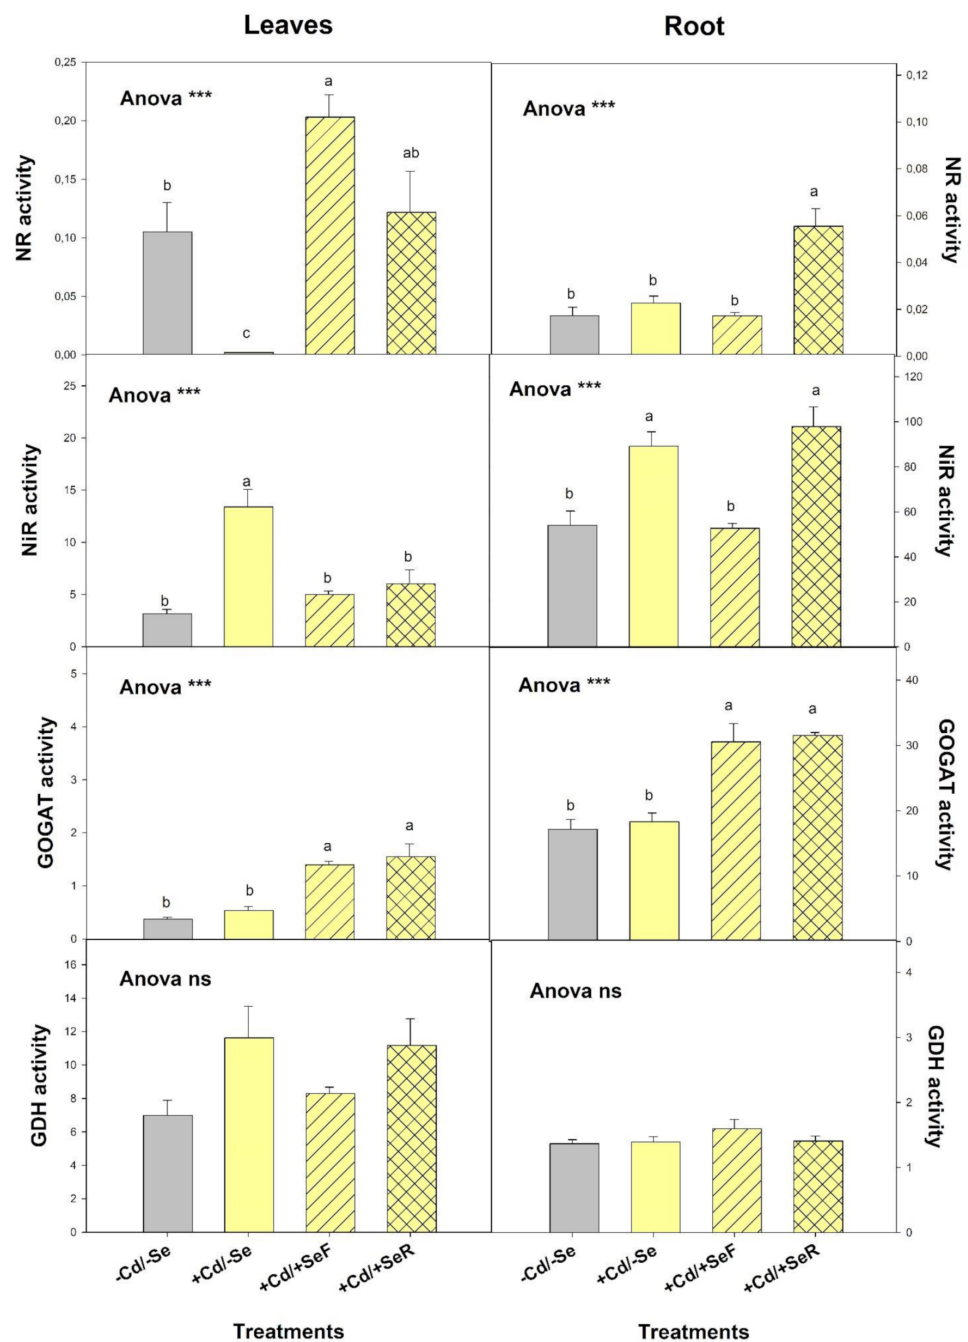 Leaves
Root
0,25
0,20
0,15
0,10
0,05
0,00
NR activity
Anova ***
b
c
a
ab
Anova ***
b
b
b
a
0,12
0,10
0,08
0,06
0,04
0,02
0,00
NR activity
25
20
15
10
5
0
NiR activity
Anova ***
b
a
b
b
Anova ***
b
a
b
a
120
100
80
60
40
20
0
NiR activity
5
4
3
2
1
0
GOGAT activity
Anova ***
b
b
a
a
Anova ***
b
b
a
a
40
30
20
10
0
GOGAT activity
16
14
12
10
8
6
4
2
0
GDH activity
Anova ns
Anova ns
4
3
2
1
0
GDH activity
-Cd/-Se
+Cd/-Se
+Cd/+SeF
+Cd/+SeR
-Cd/-Se
+Cd/-Se
+Cd/+SeF
+Cd/+SeR
Treatments
Treatments